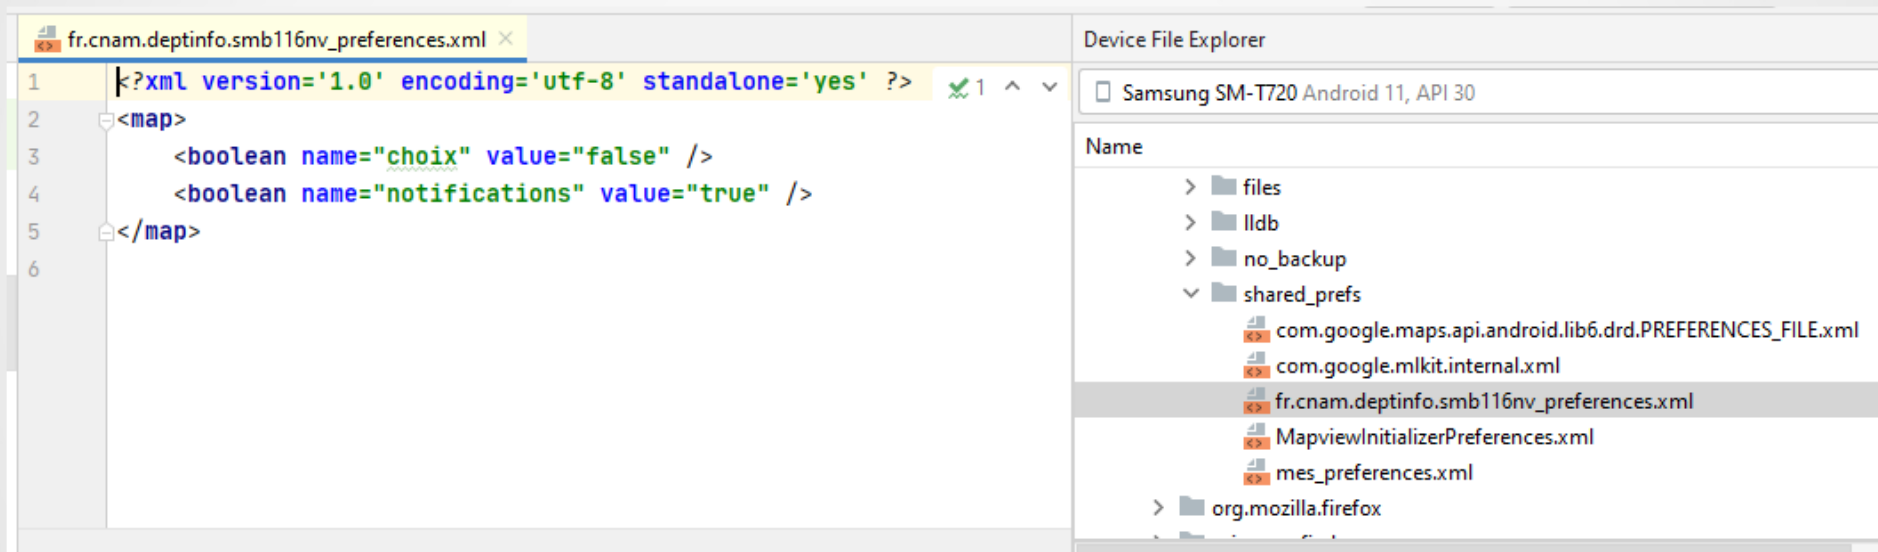 fr.cnam.deptinfo.smb116nv_preferences.xml
1 <?xml version='1.0' encoding='utf-8' standalone='yes' ?>
1
2 <map>
3 <boolean name="choix" value="false" />
4 <boolean name="notifications" value="true" />
5 </map>
6
Device File Explorer
Samsung SM-T720 Android 11, API 30
Name
files
lldb
no_backup
shared_prefs
com.google.maps.api.android.lib6.drd.PREFERENCES_FILE.xml
com.google.mlkit.internal.xml
fr.cnam.deptinfo.smb116nv_preferences.xml
MapviewInitializerPreferences.xml
mes_preferences.xml
org.mozilla.firefox